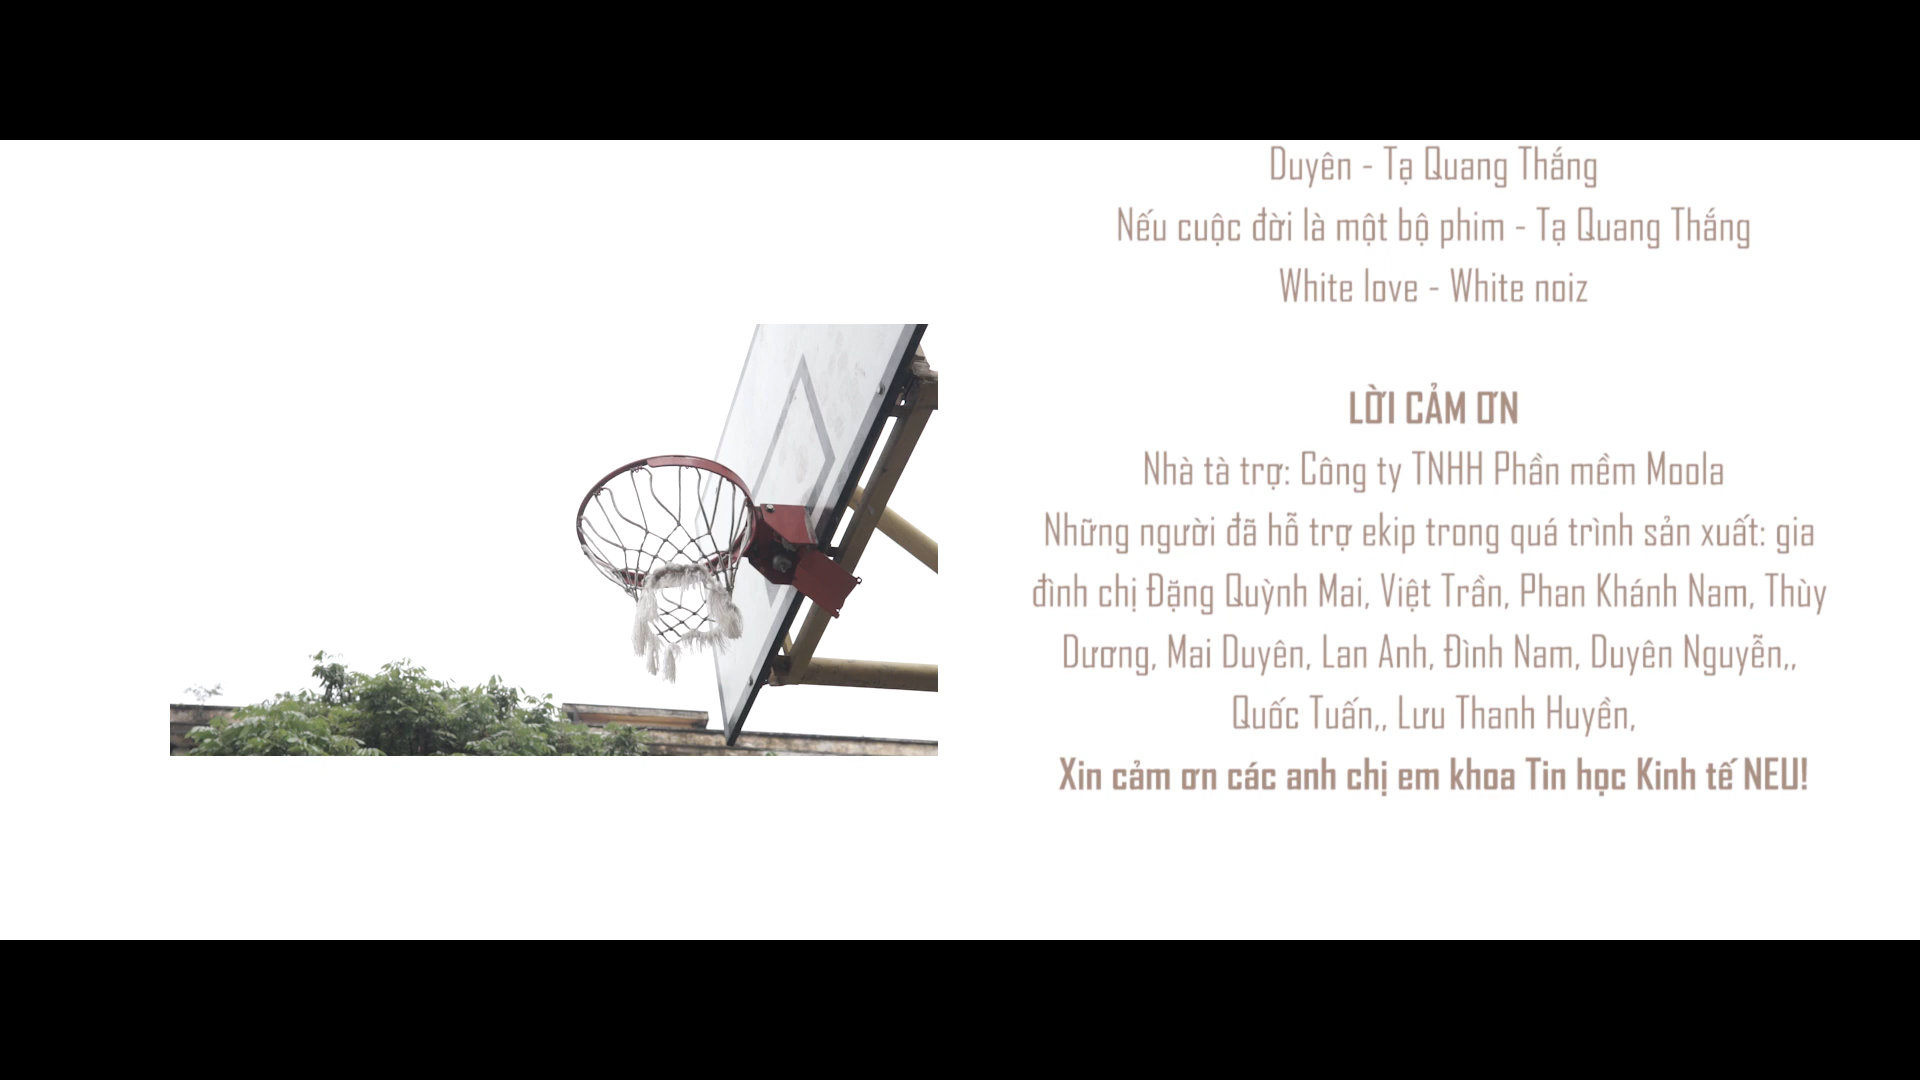 Duyên - Tạ Quang Thắng
Nếu cuộc đời là một bộ phim - Tạ Quang Thắng
White love - White noiz
LỜI CẢM ƠN
Nhà tà trợ: Công ty TNHH Phần mềm Moola
Những người đã hỗ trợ ekip trong quá trình sản xuất: gia
đình chị Đặng Quỳnh Mai, Việt Trần, Phan Khánh Nam, Thùy
Dương, Mai Duyên, Lan Anh, Đình Nam, Duyên Nguyễn,,
Quốc Tuấn,, Lưu Thanh Huyền,
Xin cảm ơn các anh chị em khoa Tin học Kinh tế NEU!